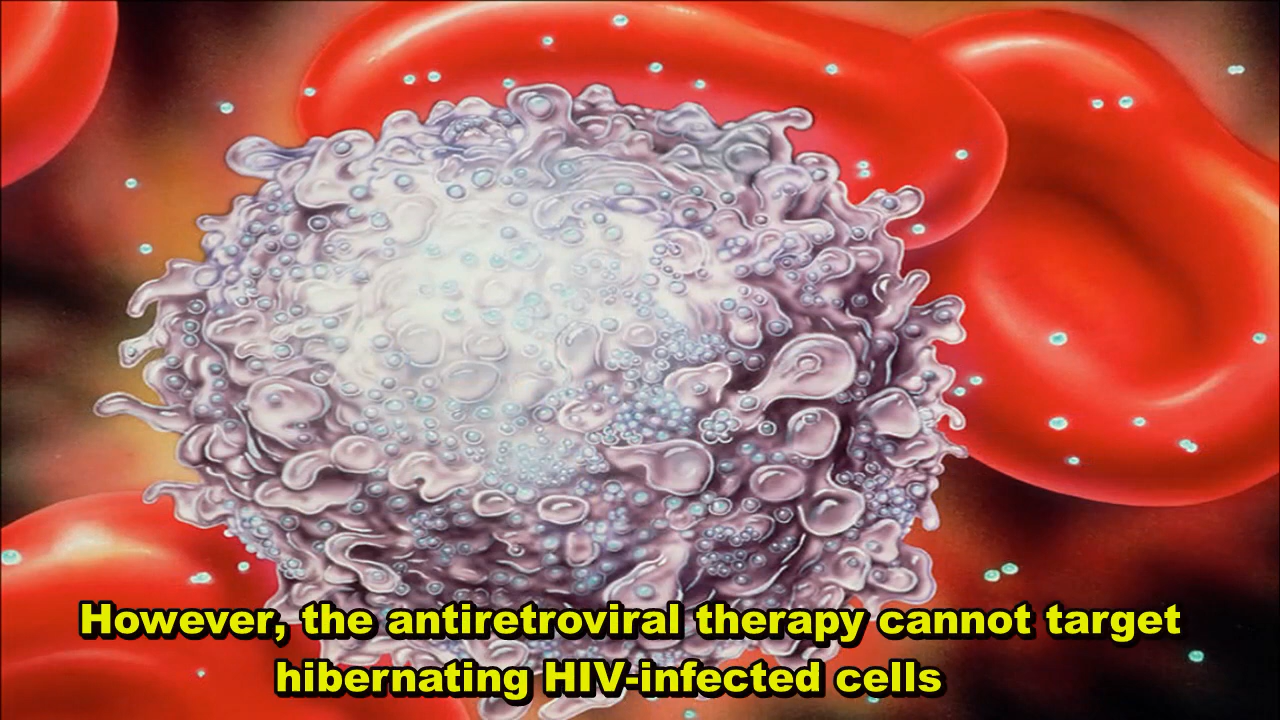 However, the antiretroviral therapy cannot target
hibernating HIV-infected cells